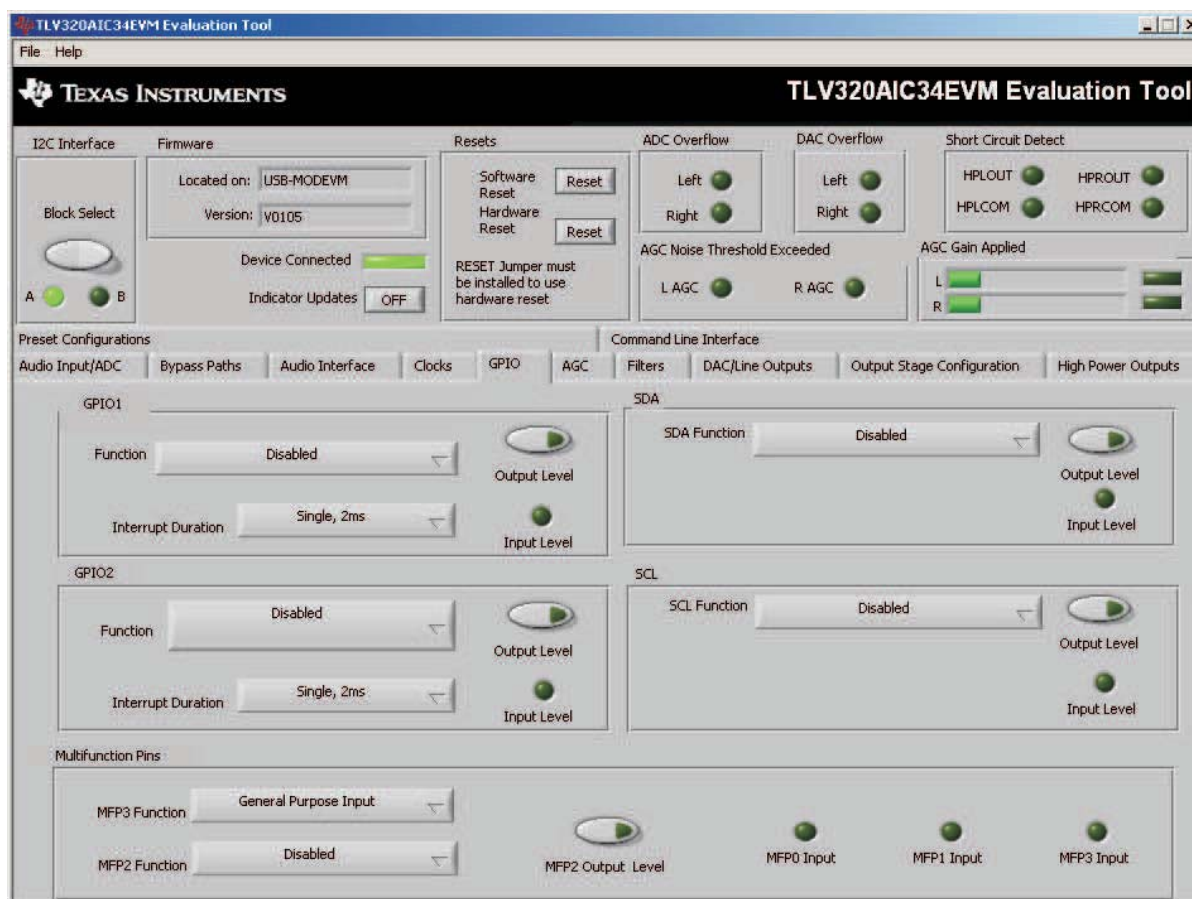 TLV320AIC34EVM Evaluation Tool
File Help
TEXAS INSTRUMENTS
TLV320AIC34EVM Evaluation Tool
I2C Interface
Block Select
A
B
Firmware
Located on: USB-MODEVM
Version: V0105
Device Connected
Indicator Updates OFF
Resets
Software
Reset
Reset
Hardware
Reset
Reset
RESET Jumper must
be installed to use
hardware reset
ADC Overflow
Left
Right
DAC Overflow
Left
Right
Short Circuit Detect
HPLOUT
HPROUT
HPLCOM
HPRCOM
AGC Noise Threshold Exceeded
L AGC
R AGC
AGC Gain Applied
L
R
Preset Configurations
Command Line Interface
Audio Input/ADC
Bypass Paths
Audio Interface
Clocks
GPIO
AGC
Filters
DAC/Line Outputs
Output Stage Configuration
High Power Outputs
GPIO1
Function
Disabled
Output Level
Interrupt Duration
Single, 2ms
Input Level
SDA
SDA Function
Disabled
Output Level
Input Level
GPIO2
Function
Disabled
Output Level
Interrupt Duration
Single, 2ms
Input Level
SCL
SCL Function
Disabled
Output Level
Input Level
Multifunction Pins
MFP3 Function
General Purpose Input
MFP2 Function
Disabled
MFP2 Output Level
MFP0 Input
MFP1 Input
MFP3 Input